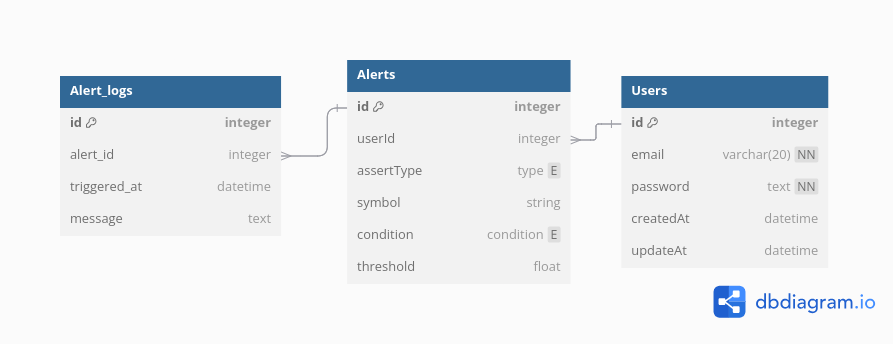 Alert_logs
id integer
alert_id integer
triggered_at datetime
message text
Alerts
id integer
userId integer
assertType type E
symbol string
condition condition E
threshold float
Users
id integer
email varchar(20) NN
password text NN
createdAt datetime
updateAt datetime
dbdiagram.io